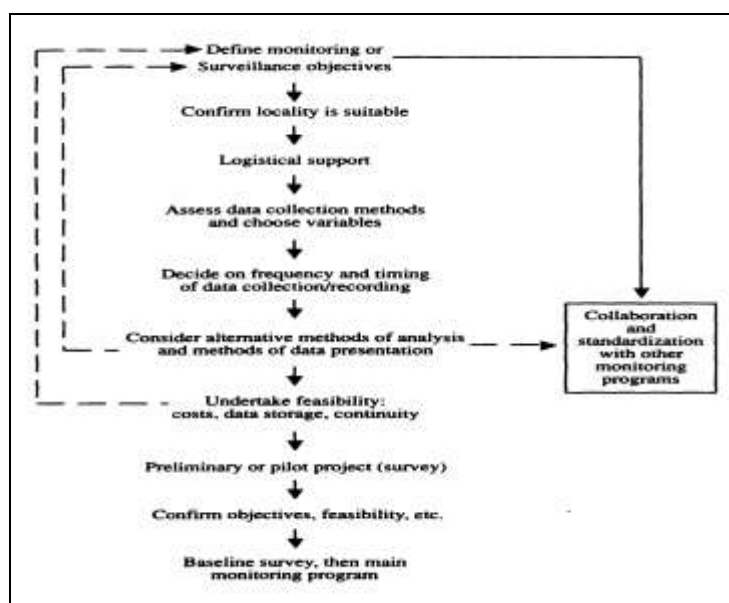 Define monitoring or
Surveillance objectives
Confirm locality is suitable
Logistical support
Assess data collection methods
and choose variables
Decide on frequency and timing
of data collection/recording
Consider alternative methods of analysis
and methods of data presentation
Collaboration
and
standardization
with other
monitoring
programs
Undertake feasibility:
costs, data storage, continuity
Preliminary or pilot project (survey)
Confirm objectives, feasibility, etc.
Baseline survey, then main
monitoring program